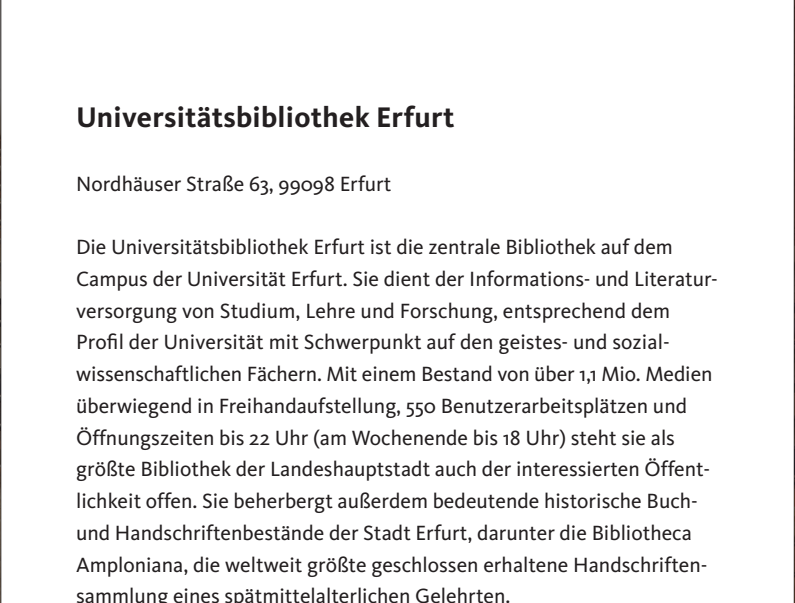 Universitätsbibliothek Erfurt
Nordhäuser Straße 63, 99098 Erfurt
Die Universitätsbibliothek Erfurt ist die zentrale Bibliothek auf dem
Campus der Universität Erfurt. Sie dient der Informations- und Literatur-
versorgung von Studium, Lehre und Forschung, entsprechend dem
Profil der Universität mit Schwerpunkt auf den geistes- und sozial-
wissenschaftlichen Fächern. Mit einem Bestand von über 1,1 Mio. Medien
überwiegend in Freihandaufstellung, 550 Benutzerarbeitsplätzen und
Öffnungszeiten bis 22 Uhr (am Wochenende bis 18 Uhr) steht sie als
größte Bibliothek der Landeshauptstadt auch der interessierten Öffent-
lichkeit offen. Sie beherbergt außerdem bedeutende historische Buch-
und Handschriftenbestände der Stadt Erfurt, darunter die Bibliotheca
Amploniana, die weltweit größte geschlossen erhaltene Handschriften-
sammlung eines spätmittelalterlichen Gelehrten.